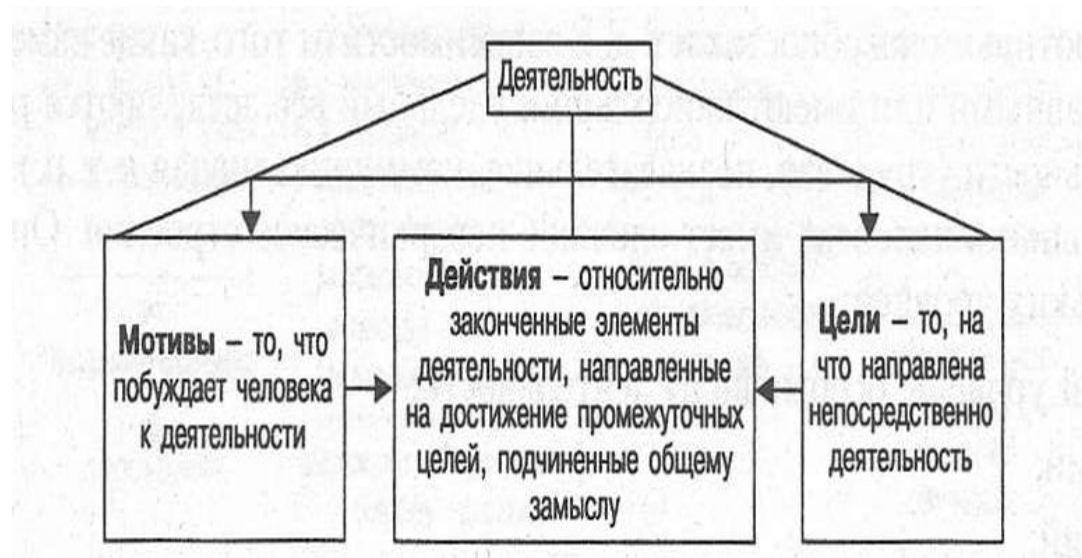 Деятельность
Мотивы – то, что
побуждает человека
к деятельности
Действия – относительно
законченные элементы
деятельности, направленные
на достижение промежуточных
целей, подчиненные общему
замыслу
Цели – то, на
что направлена
непосредственно
деятельность